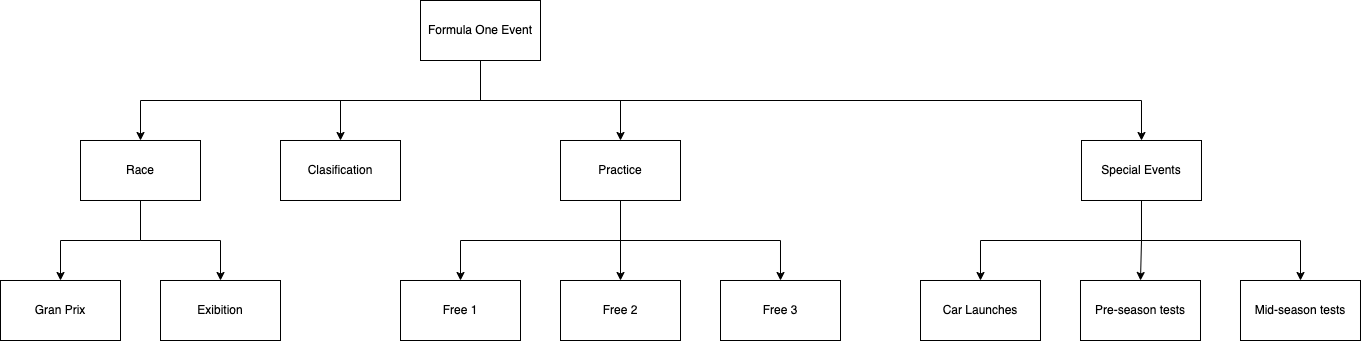 Formula One Event
Race
Clasification
Practice
Special Events
Gran Prix
Exibition
Free 1
Free 2
Free 3
Car Launches
Pre-season tests
Mid-season tests